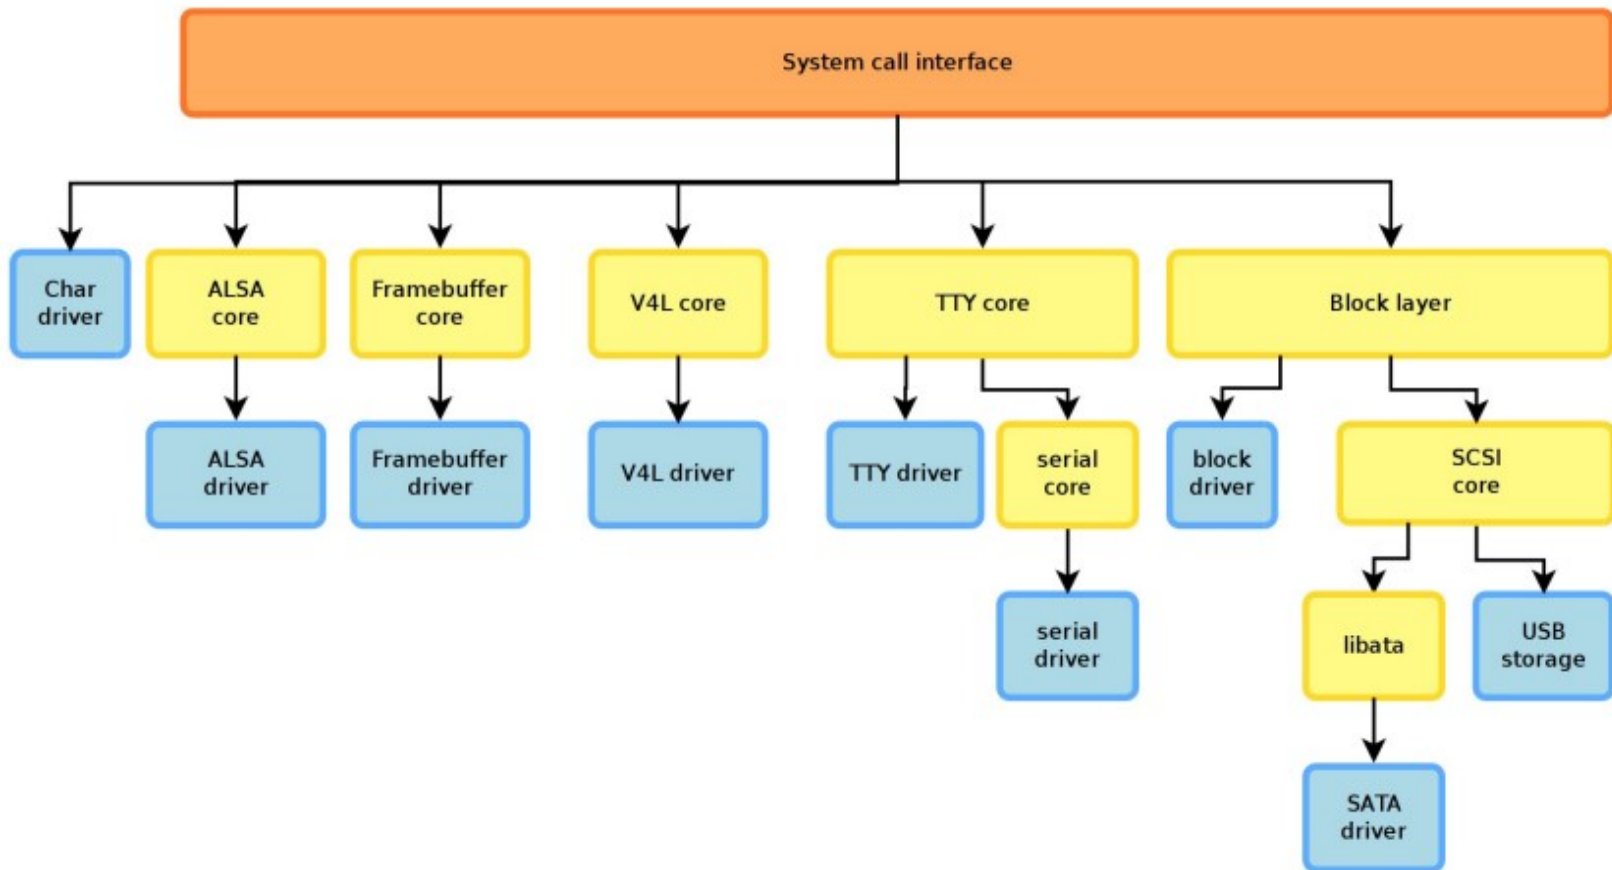 System call interface
Char
driver
ALSA
core
Framebuffer
core
V4L core
TTY core
Block layer
ALSA
driver
Framebuffer
driver
V4L driver
TTY driver
serial
core
block
driver
SCSI
core
serial
driver
libata
USB
storage
SATA
driver